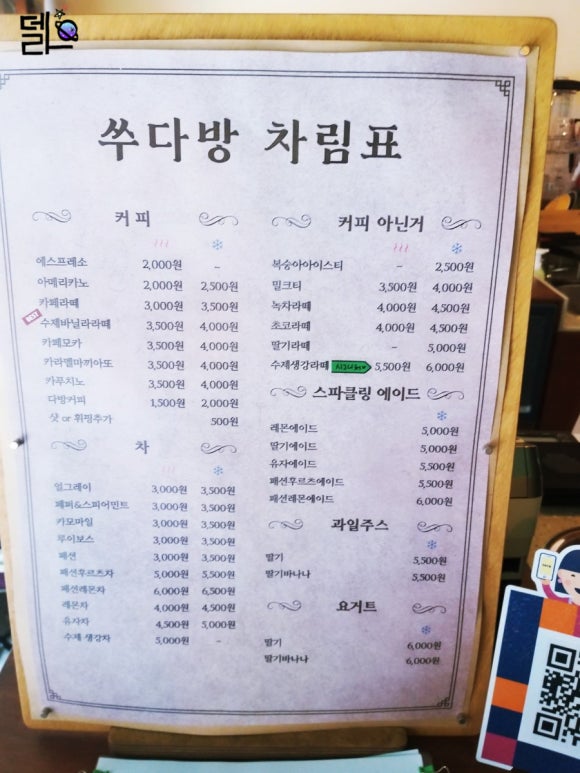 델리스
쑤다방 차림표
커피
에스프레소 2,000원 -
아메리카노 2,000원 2,500원
카페라떼 3,000원 3,500원
BEST 수제바닐라라떼 3,500원 4,000원
카페모카 3,500원 4,000원
카라멜마끼아또 3,500원 4,000원
카푸치노 3,500원 4,000원
다방커피 1,500원 2,000원
샷 or 휘핑추가 500원
차
얼그레이 3,000원 3,500원
페퍼&스피어민트 3,000원 3,500원
카모마일 3,000원 3,500원
루이보스 3,000원 3,500원
패션 3,000원 3,500원
패션후르츠차 5,000원 5,500원
패션레몬차 6,000원 6,500원
레몬차 4,000원 4,500원
유자차 4,500원 5,000원
수제 생강차 5,000원 -
커피 아닌거
복숭아아이스티 - 2,500원
밀크티 3,500원 4,000원
녹차라떼 4,000원 4,500원
초코라떼 4,000원 4,500원
딸기라떼 - 5,000원
수제생강라떼 5,500원 6,000원
스파클링 에이드
레몬에이드 5,000원
딸기에이드 5,000원
유자에이드 5,500원
패션후르츠에이드 5,500원
패션레몬에이드 6,000원
과일주스
딸기 5,500원
딸기바나나 5,500원
요거트
딸기 6,000원
딸기바나나 6,000원